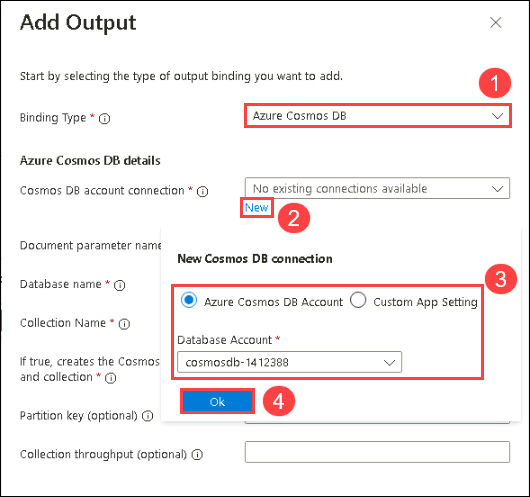 Add Output
Start by selecting the type of output binding you want to add.
1
Binding Type *
Azure Cosmos DB
Azure Cosmos DB details
Cosmos DB account connection *
No existing connections available
New
2
Document parameter name
New Cosmos DB connection
3
Database name *
Azure Cosmos DB Account
Custom App Setting
Collection Name *
Database Account *
If true, creates the Cosmos
cosmosdb-1412388
and collection *
Ok
4
Partition key (optional)
Collection throughput (optional)